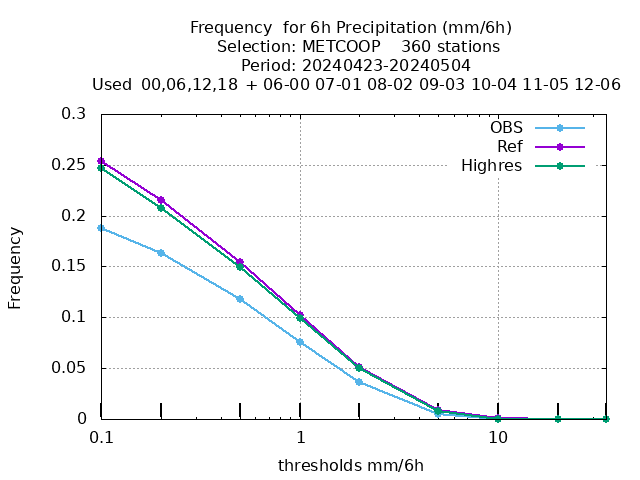 Frequency  for 6h Precipitation (mm/6h)
Selection: METCOOP    360 stations
Period: 20240423-20240504
Used  00,06,12,18  + 06-00 07-01 08-02 09-03 10-04 11-05 12-06
OBS
Ref
Highres
0.3
0.25
0.2
0.15
0.1
0.05
0
Frequency
0.1
1
10
thresholds mm/6h